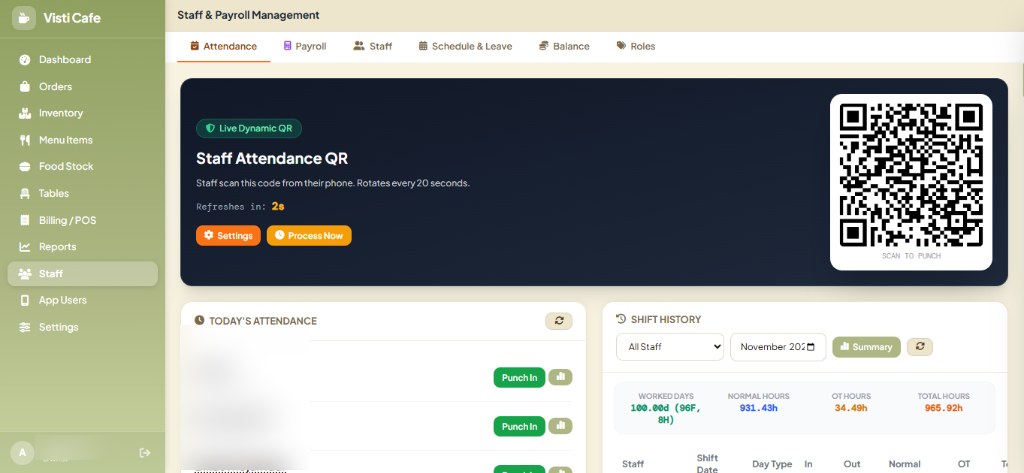 Visti Cafe
Dashboard
Orders
Inventory
Menu Items
Food Stock
Tables
Billing / POS
Reports
Staff
App Users
Settings
A
Staff & Payroll Management
Attendance
Payroll
Staff
Schedule & Leave
Balance
Roles
Live Dynamic QR
Staff Attendance QR
Staff scan this code from their phone. Rotates every 20 seconds.
Refreshes in: 2s
Settings
Process Now
SCAN TO PUNCH
TODAY'S ATTENDANCE
Punch In
Punch In
Punch In
SHIFT HISTORY
All Staff
November 202
Summary
WORKED DAYS
100.00d (96F,
8H)
NORMAL HOURS
931.43h
OT HOURS
34.49h
TOTAL HOURS
965.92h
Staff
Shift
Date
Day Type
In
Out
Normal
OT